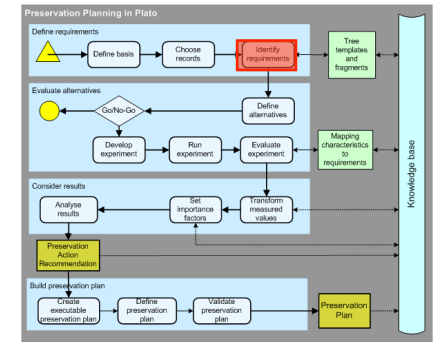 Preservation Planning in Plato
Define requirements
Define basis
Choose
records
Identify
requirements
Tree
templates
and
fragments
Evaluate alternatives
Go/No-Go
Define
alternatives
Develop
experiment
Run
experiment
Evaluate
experiment
Mapping
characteristics
to
requirements
Knowledge base
Consider results
Analyse
results
Set
importance
factors
Transform
measured
values
Preservation
Action
Recommendation
Build preservation plan
Create
executable
preservation plan
Define
preservation
plan
Validate
preservation
plan
Preservation
Plan